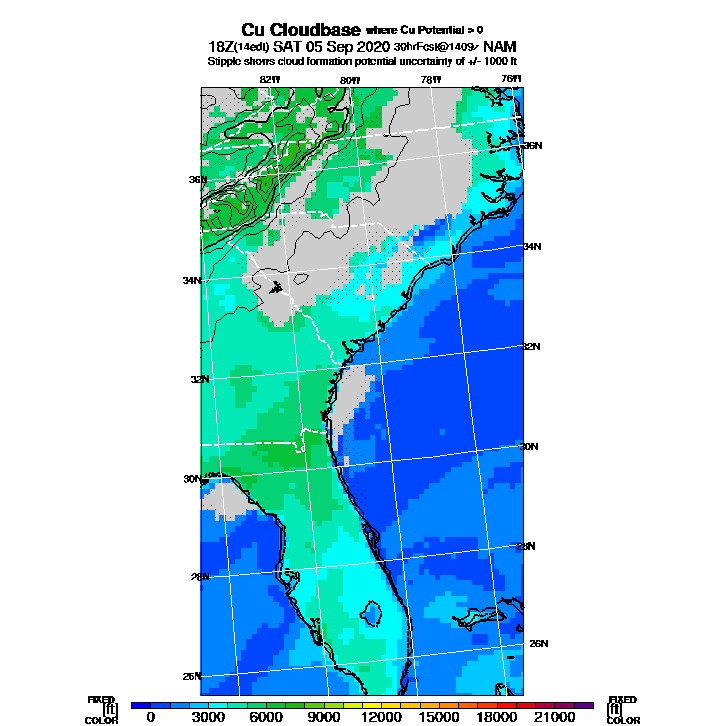 Cu Cloudbase where Cu Potential > 0
18Z(14edt) SAT 05 Sep 2020 30hrFcst@1409z NAM
Stipple shows cloud formation potential uncertainty of +/- 1000 ft
82W 80W 78W 76W
36N
36N
34N
34N
32N
32N
30N
30N
28N
28N
26N
26N
FIXED FIXED
[ft] [ft]
COLOR COLOR
0 3000 6000 9000 12000 15000 18000 21000